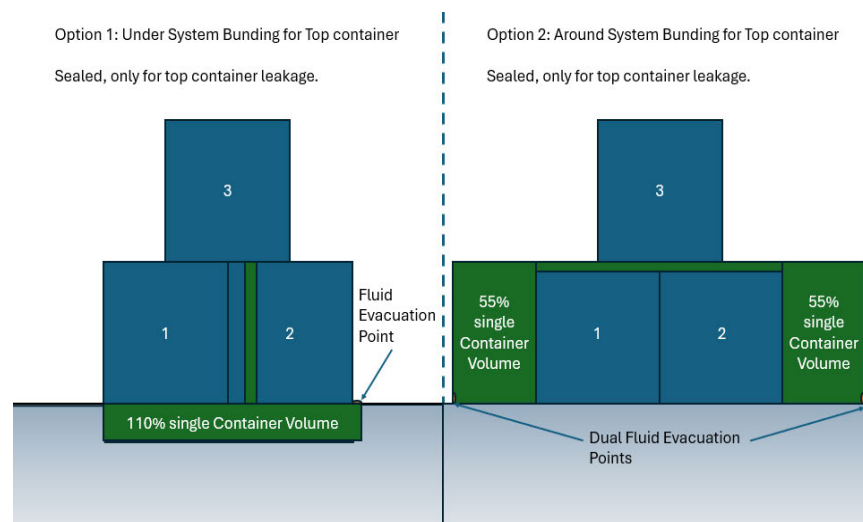 Option 1: Under System Bunding for Top container
Sealed, only for top container leakage.
3
1
2
Fluid
Evacuation
Point
110% single Container Volume
Option 2: Around System Bunding for Top container
Sealed, only for top container leakage.
3
55%
single
Container
Volume
1
2
55%
single
Container
Volume
Dual Fluid Evacuation
Points